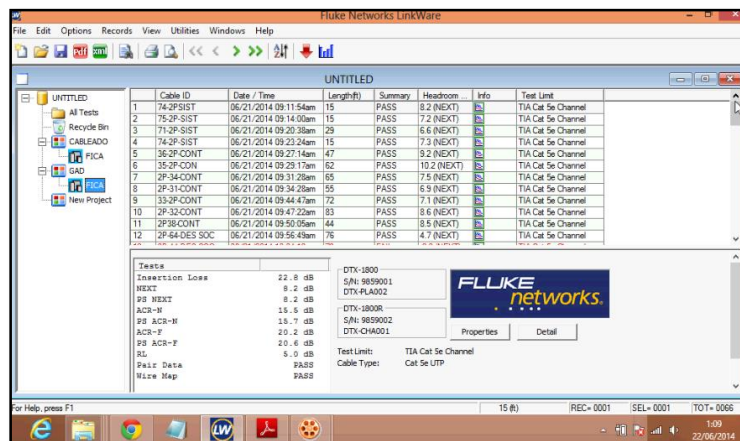 Fluke Networks LinkWare
File Edit Options Records View Utilities Windows Help
UNTITLED
UNTITLED
All Tests
Recycle Bin
CABLEADO
FICA
GAD
FICA
New Project
Cable ID Date / Time Length(ft) Summary Headroom ... Info Test Limit
1 74-2PSIST 06/21/2014 09:11:54am 15 PASS 8.2 (NEXT) TIA Cat 5e Channel
2 75-2P-SIST 06/21/2014 09:14:00am 15 PASS 7.2 (NEXT) TIA Cat 5e Channel
3 71-2P-SIST 06/21/2014 09:20:38am 29 PASS 6.6 (NEXT) TIA Cat 5e Channel
4 74-2P-SIST 06/21/2014 09:23:24am 15 PASS 7.3 (NEXT) TIA Cat 5e Channel
5 36-2P-CONT 06/21/2014 09:27:14am 47 PASS 9.2 (NEXT) TIA Cat 5e Channel
6 35-2P-CON 06/21/2014 09:29:17am 62 PASS 10.2 (NEXT) TIA Cat 5e Channel
7 2P-34-CONT 06/21/2014 09:31:28am 65 PASS 7.5 (NEXT) TIA Cat 5e Channel
8 2P-31-CONT 06/21/2014 09:34:28am 55 PASS 6.9 (NEXT) TIA Cat 5e Channel
9 33-2P-CONT 06/21/2014 09:44:47am 72 PASS 7.1 (NEXT) TIA Cat 5e Channel
10 2P-32-CONT 06/21/2014 09:47:22am 83 PASS 8.6 (NEXT) TIA Cat 5e Channel
11 2P38-CONT 06/21/2014 09:50:05am 44 PASS 8.5 (NEXT) TIA Cat 5e Channel
12 2P-64-DES SOC 06/21/2014 09:56:49am 76 PASS 4.7 (NEXT) TIA Cat 5e Channel
Tests
Insertion Loss 22.8 dB
NEXT 8.2 dB
PS NEXT 8.2 dB
ACR-N 15.5 dB
PS ACR-N 15.7 dB
ACR-F 20.2 dB
PS ACR-F 20.6 dB
RL 5.0 dB
Pair Data PASS
Wire Map PASS
DTX-1800
S/N: 9859001
DTX-PLA002
DTX-1800R
S/N: 9859002
DTX-CHA001
Test Limit: TIA Cat 5e Channel
Cable Type: Cat 5e UTP
FLUKE
networks.
Properties Detail
For Help, press F1 15 (ft) REC= 0001 SEL= 0001 TOT= 0066
LW
1:09
22/06/2014